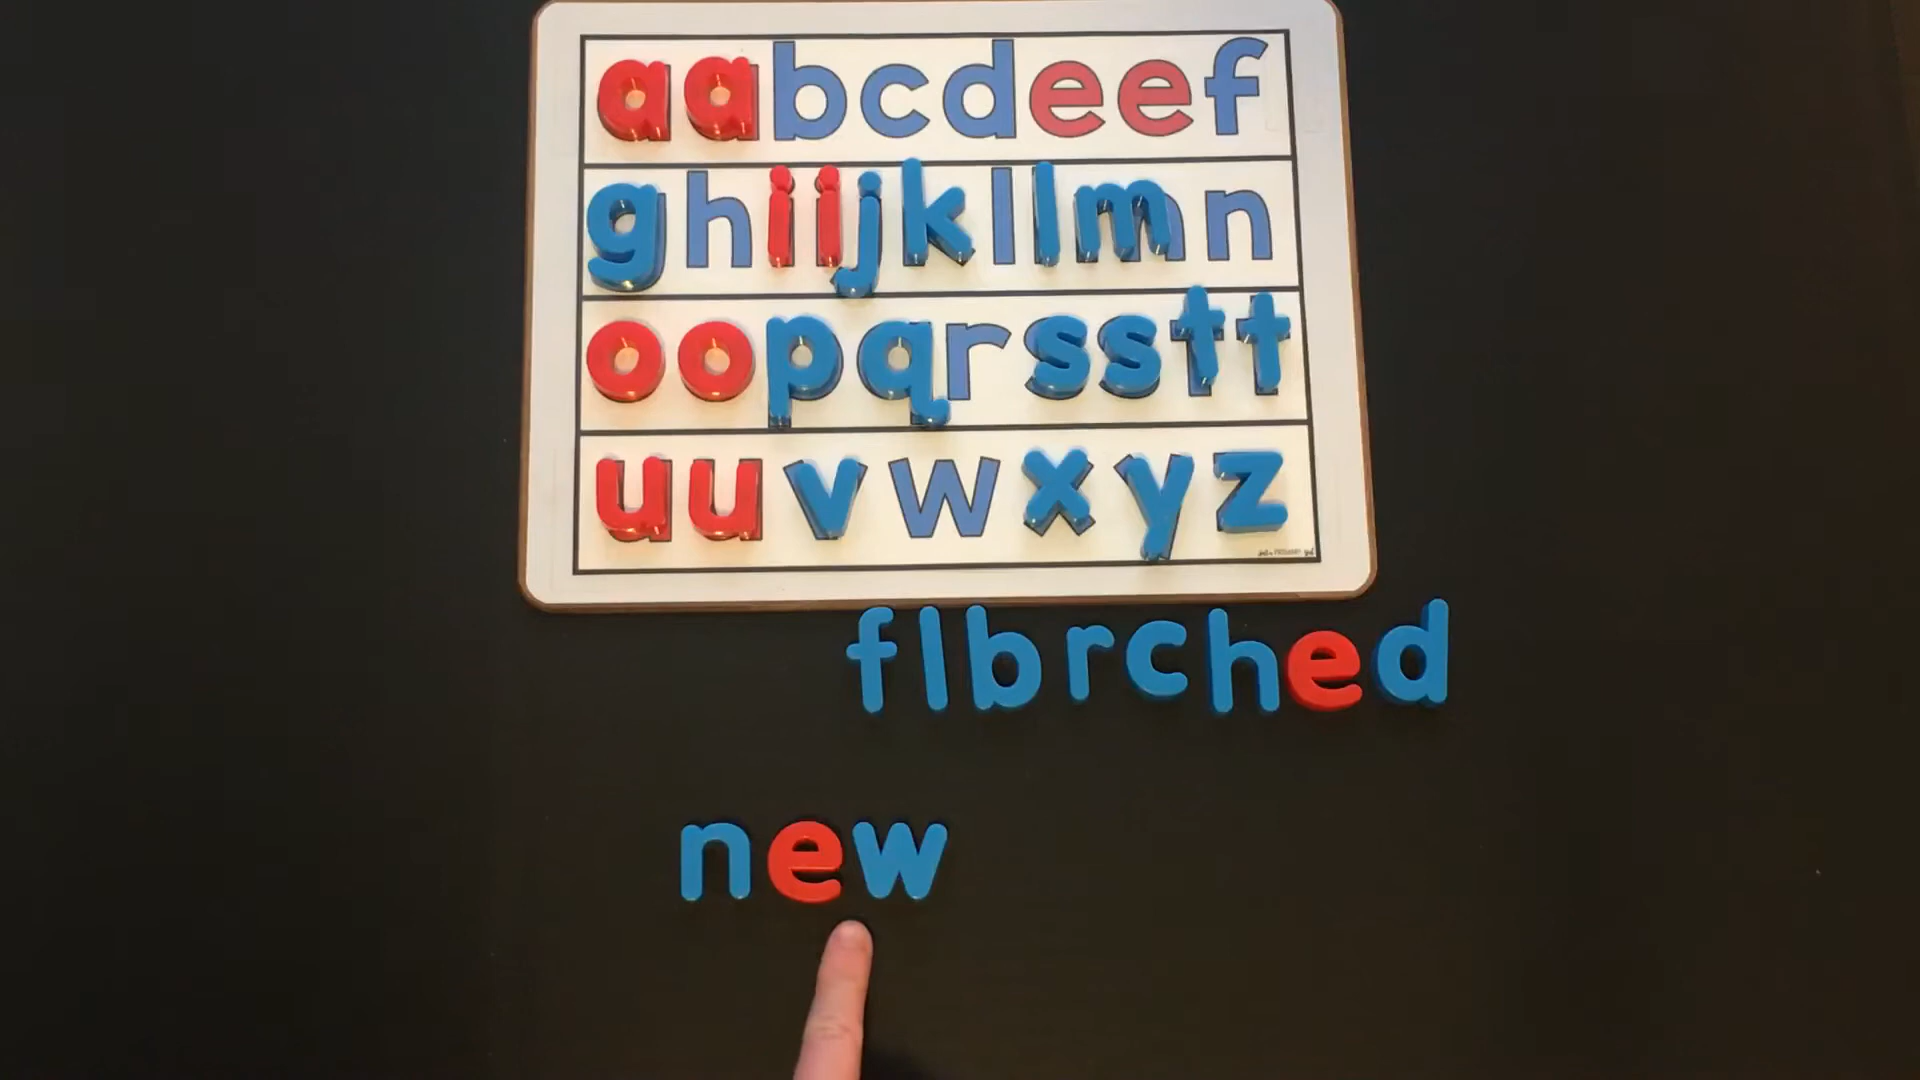 aabcdeef
ghiijkllmn
oopqrsstt
uuvwxyz
flbrched
new